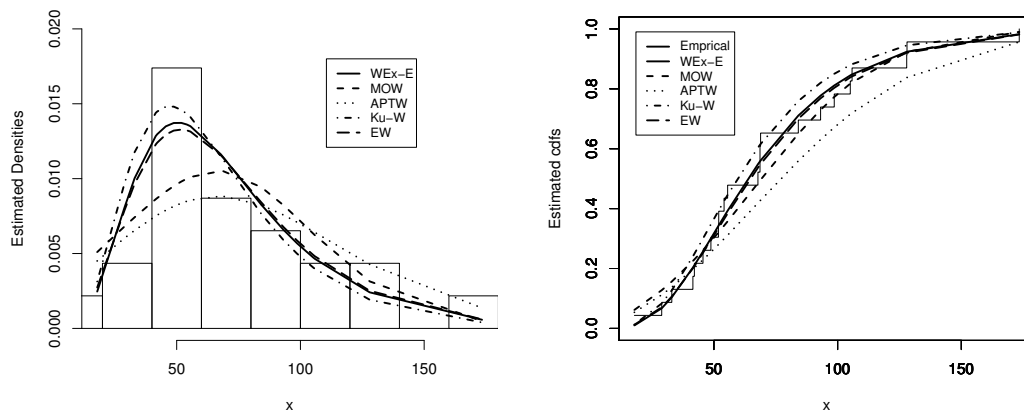 0.020
0.015
0.010
0.005
0.000
Estimated Densities
WEx−E
MOW
APTW
Ku−W
EW
50
100
150
x
1.0
0.8
0.6
0.4
0.2
0.0
Estimated cdfs
Emprical
WEx−E
MOW
APTW
Ku−W
EW
50
100
150
x